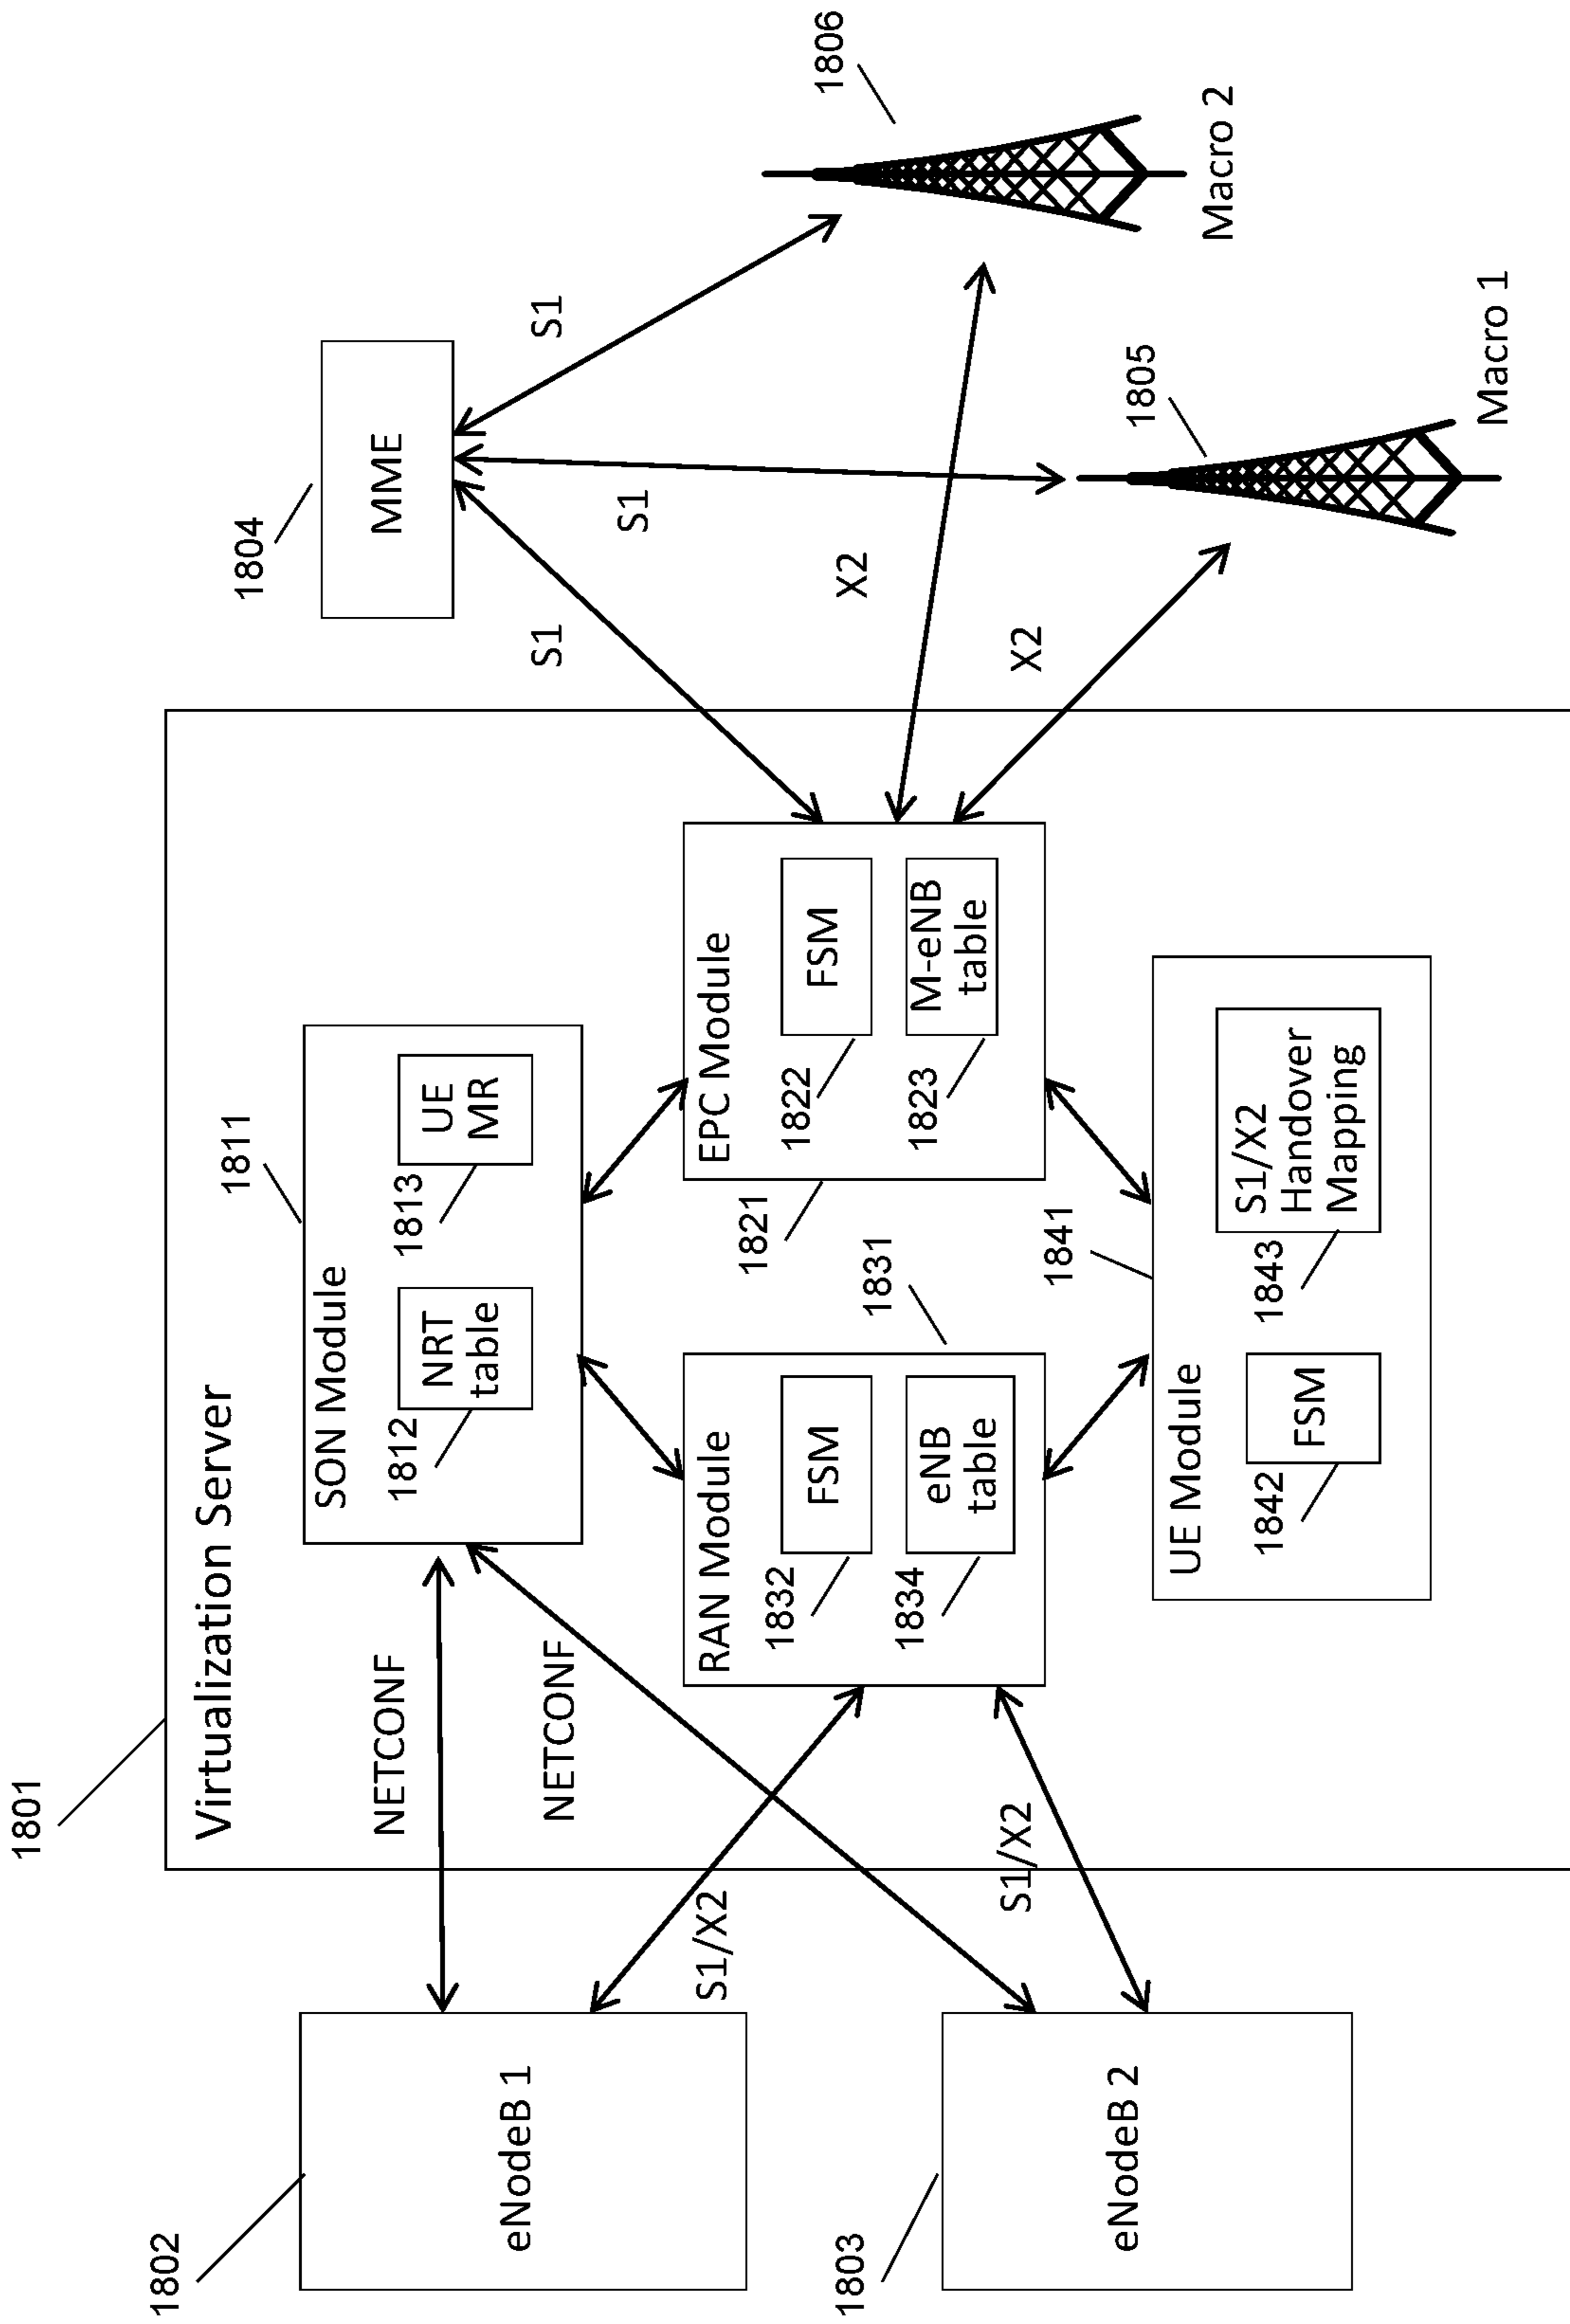 1801
Virtualization Server
1802
eNodeB 1
1803
eNodeB 2
NETCONF
NETCONF
S1/X2
S1/X2
1811
SON Module
1812
NRT
table
1813
UE
MR
1831
RAN Module
1832
FSM
1834
eNB
table
1821
EPC Module
1822
FSM
1823
M-eNB
table
1841
UE Module
1842
FSM
1843
S1/X2
Handover
Mapping
1804
MME
S1
S1
S1
X2
X2
1805
Macro 1
1806
Macro 2